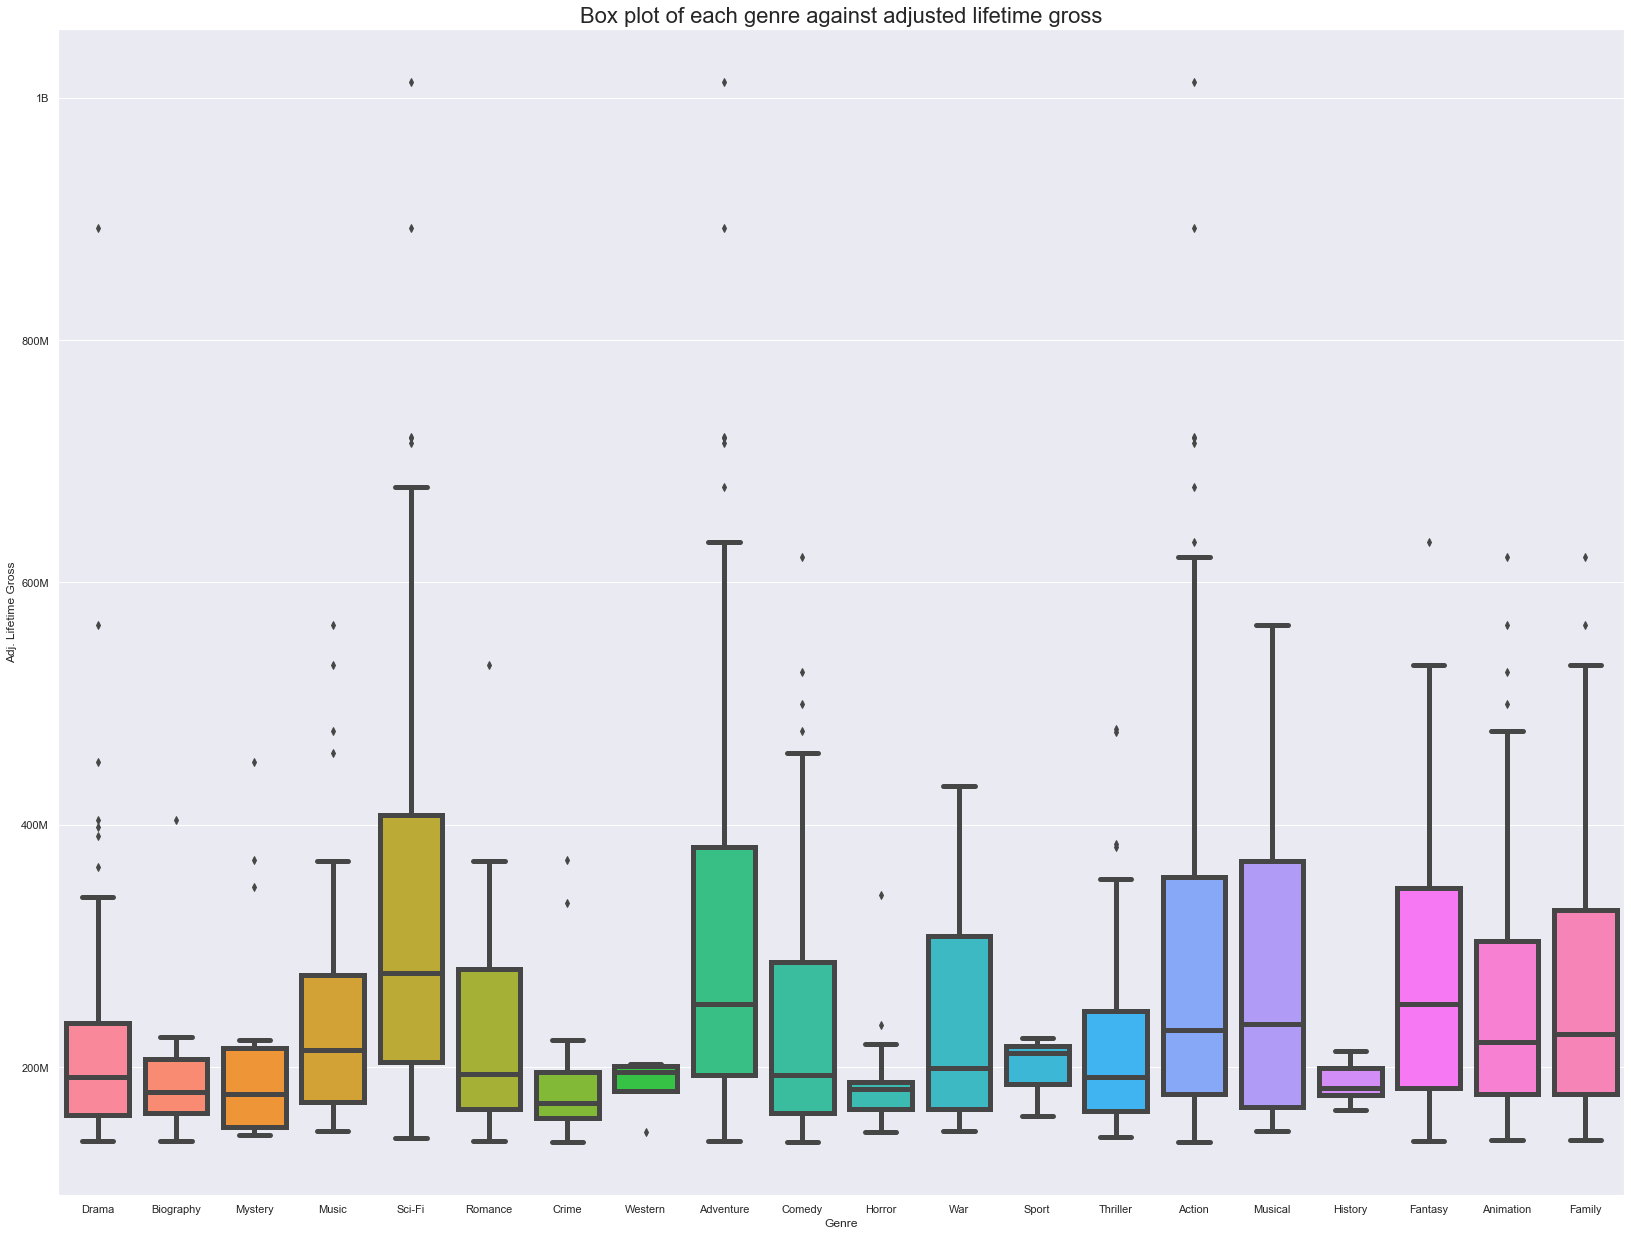 Box plot of each genre against adjusted lifetime gross
1B
800M
600M
400M
200M
Adj. Lifetime Gross
Drama Biography Mystery Music Sci-Fi Romance Crime Western Adventure Comedy Horror War Sport Thriller Action Musical History Fantasy Animation Family
Genre